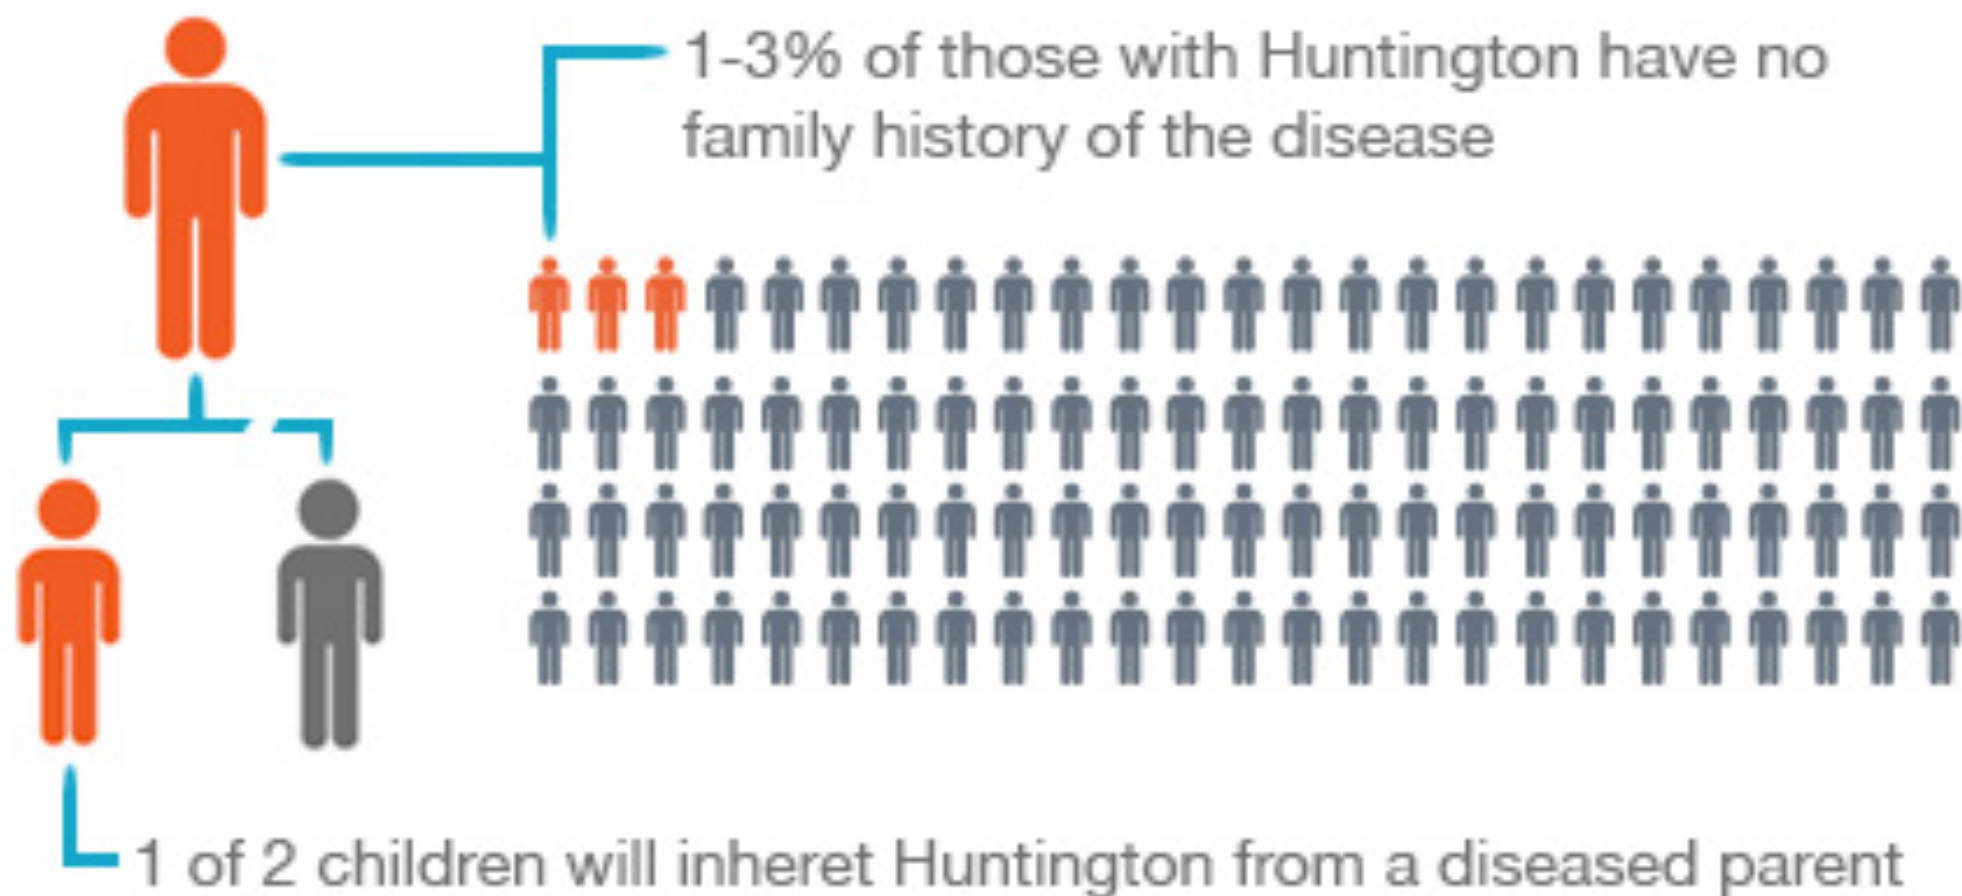 1-3% of those with Huntington have no
family history of the disease
1 of 2 children will inheret Huntington from a diseased parent